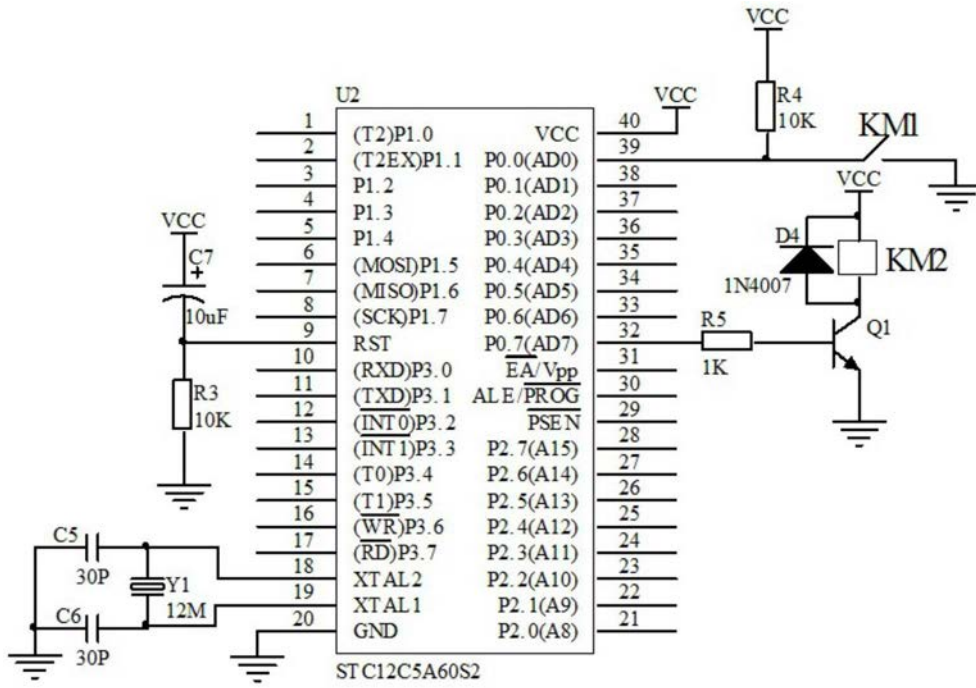 VCC
R4
10K
KM1
U2
VCC
1 (T2)P1.0 VCC 40
2 (T2EX)P1.1 P0.0(AD0) 39
3 P1.2 P0.1(AD1) 38
4 P1.3 P0.2(AD2) 37
5 P1.4 P0.3(AD3) 36
6 (MOSI)P1.5 P0.4(AD4) 35
7 (MISO)P1.6 P0.5(AD5) 34
8 (SCK)P1.7 P0.6(AD6) 33
9 RST P0.7(AD7) 32
10 (RXD)P3.0 EA/Vpp 31
11 (TXD)P3.1 ALE/PROG 30
12 (INT0)P3.2 PSEN 29
13 (INT1)P3.3 P2.7(A15) 28
14 (T0)P3.4 P2.6(A14) 27
15 (T1)P3.5 P2.5(A13) 26
16 (WR)P3.6 P2.4(A12) 25
17 (RD)P3.7 P2.3(A11) 24
18 XTAL2 P2.2(A10) 23
19 XTAL1 P2.1(A9) 22
20 GND P2.0(A8) 21
STC12C5A60S2
VCC
C7
+
10uF
R3
10K
C5
30P
Y1
12M
C6
30P
VCC
D4
1N4007
KM2
R5
1K
Q1